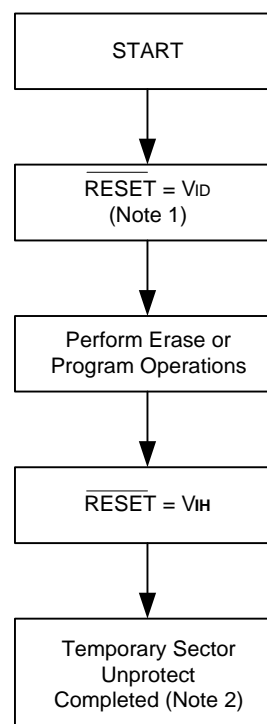 START
RESET = VID
(Note 1)
Perform Erase or
Program Operations
RESET = VIH
Temporary Sector
Unprotect
Completed (Note 2)